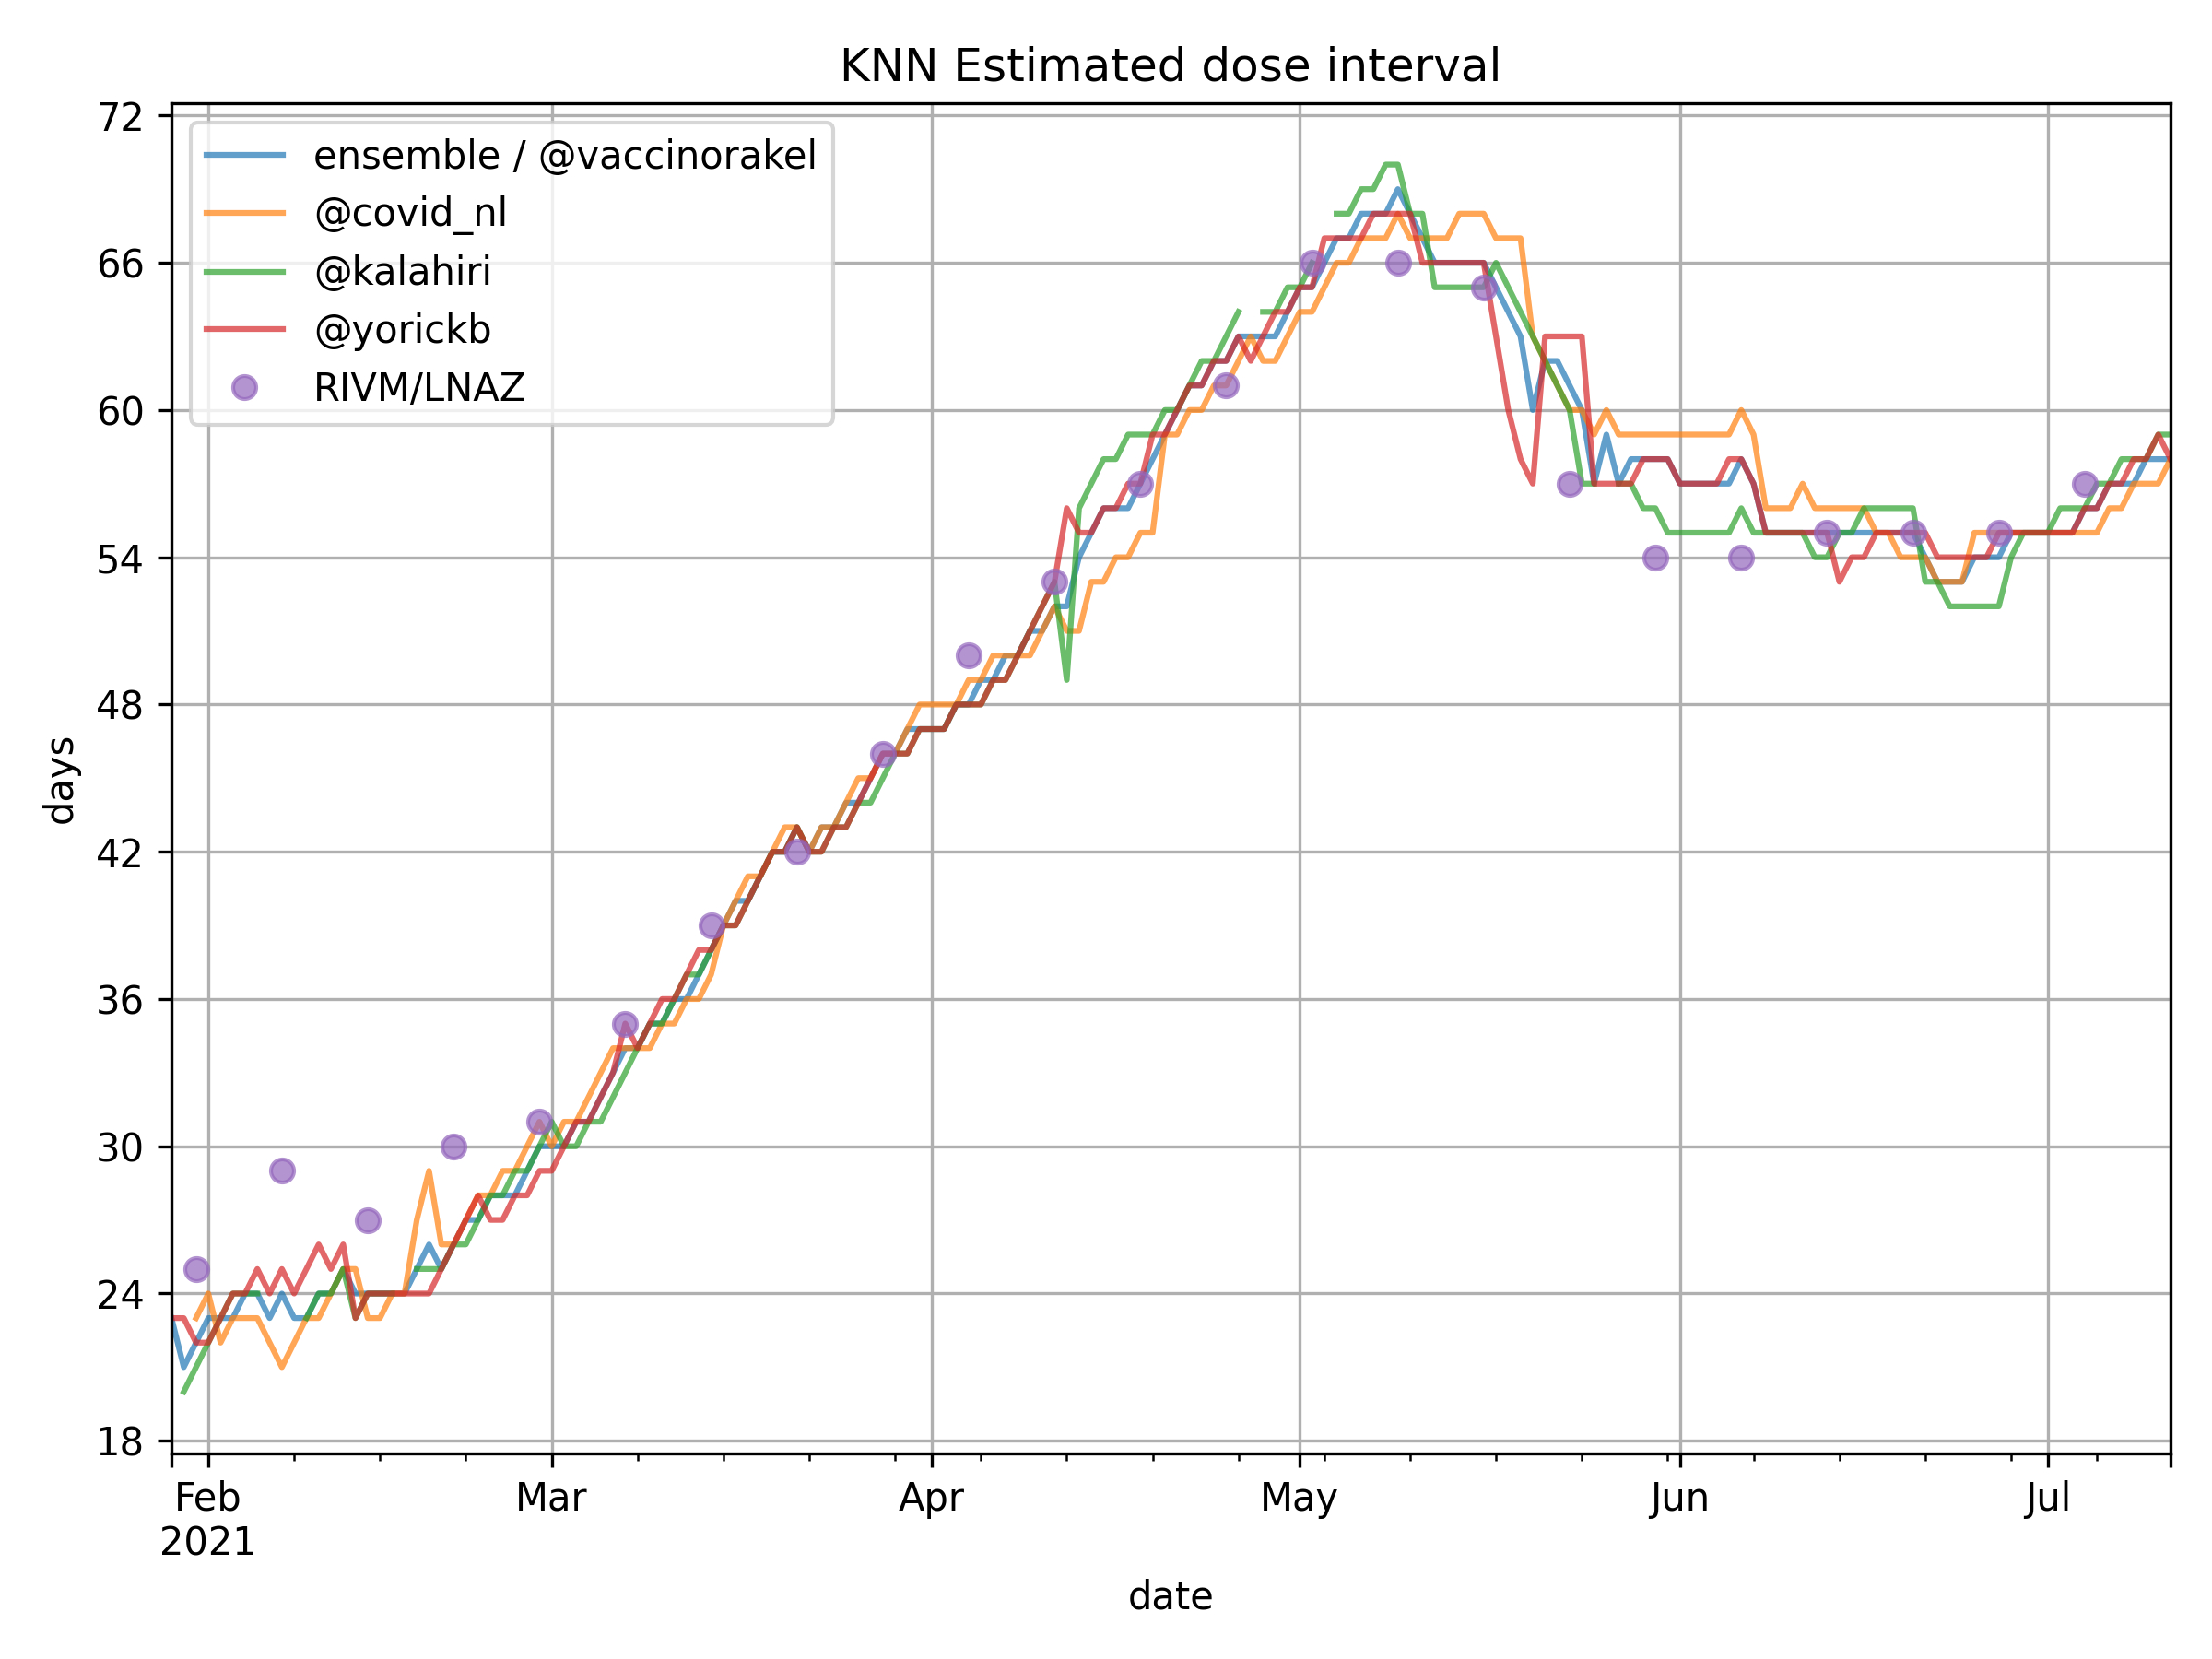 KNN Estimated dose interval
72
66
60
54
48
42
36
30
24
18
days
ensemble / @vaccinorakel
@covid_nl
@kalahiri
@yorickb
RIVM/LNAZ
Feb Mar Apr May Jun Jul
2021
date